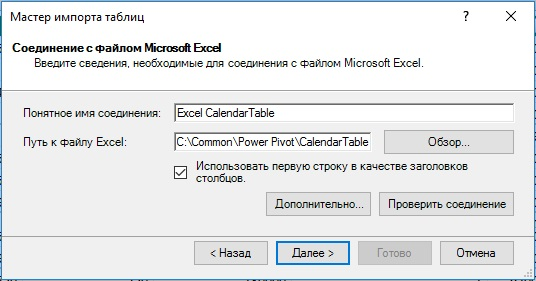 Мастер импорта таблиц
Соединение с файлом Microsoft Excel
Введите сведения, необходимые для соединения с файлом Microsoft Excel.
Понятное имя соединения: Excel CalendarTable
Путь к файлу Excel: C:\Common\Power Pivot\CalendarTable Обзор...
Использовать первую строку в качестве заголовков
столбцов.
Дополнительно... Проверить соединение
< Назад Далее > Готово Отмена